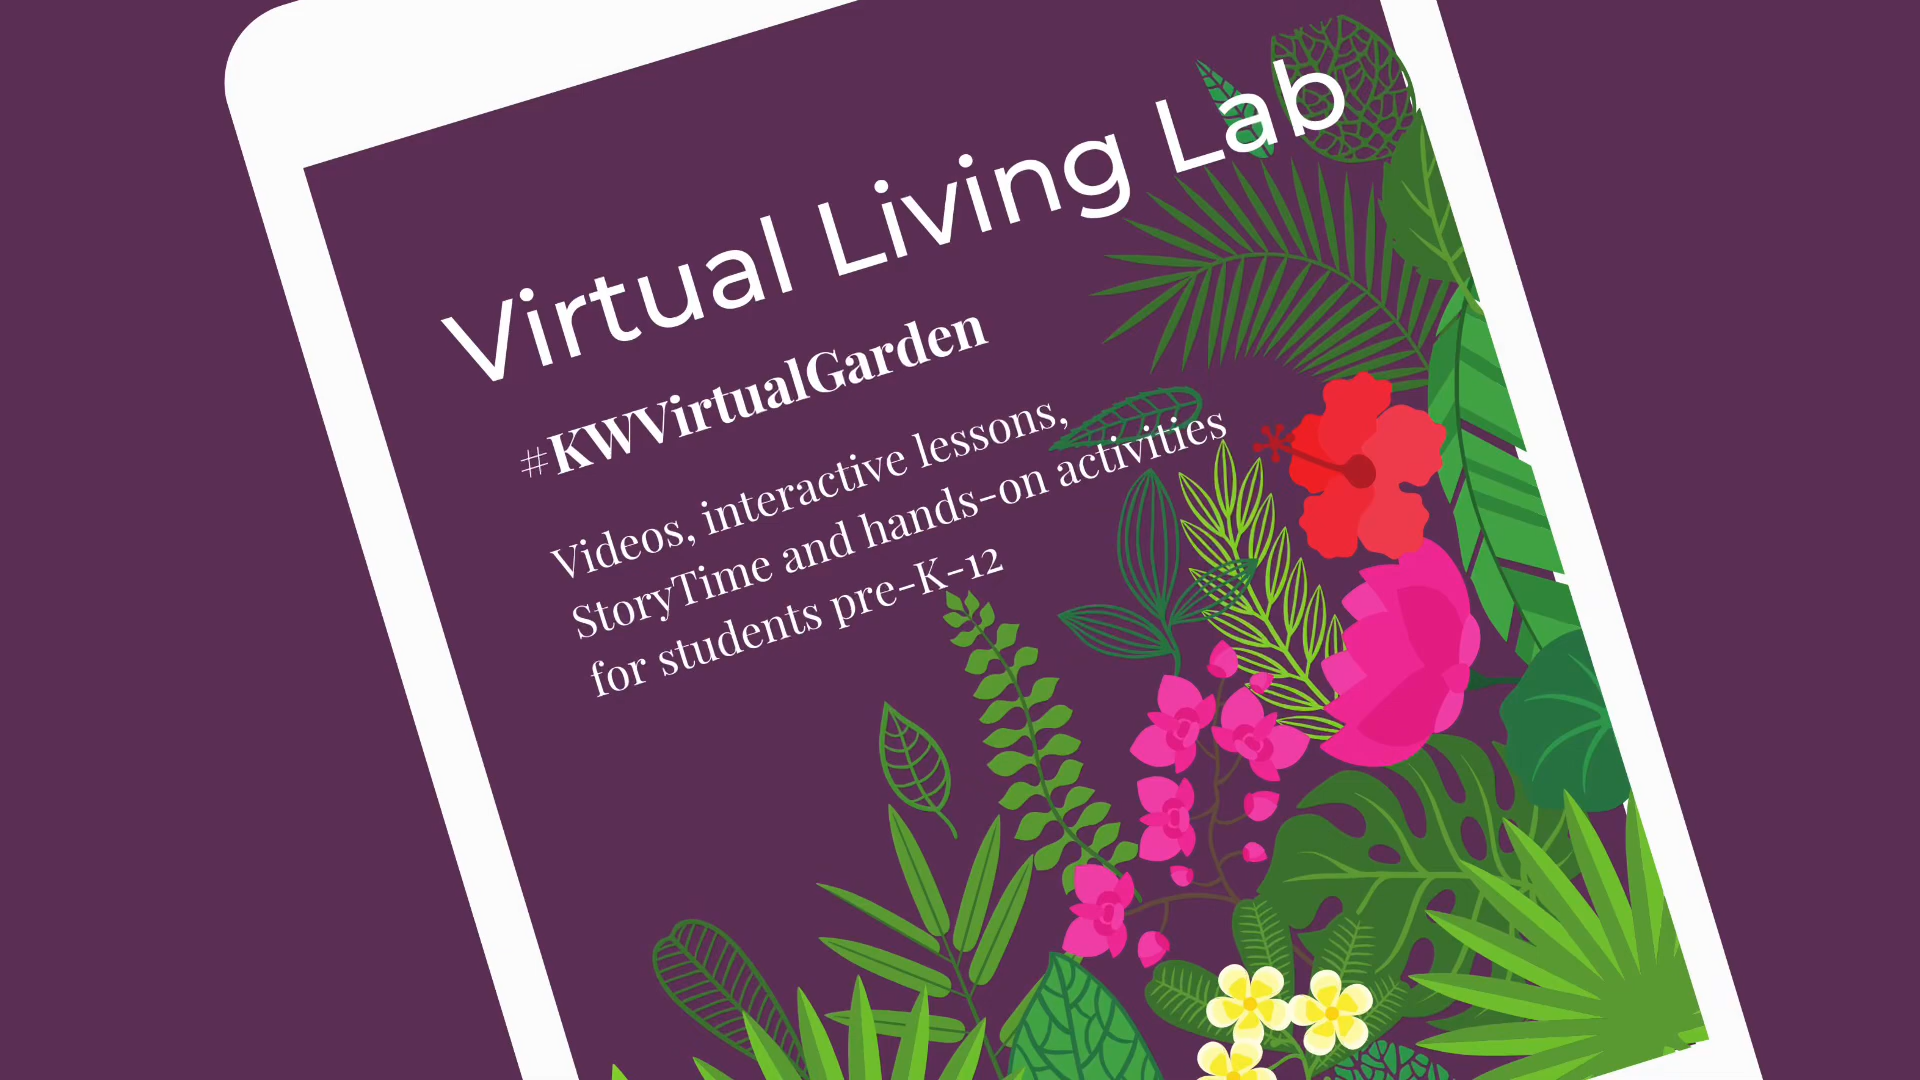 Virtual Living Lab
#KWVirtualGarden
Videos, interactive lessons,
StoryTime and hands-on activities
for students pre-K-12